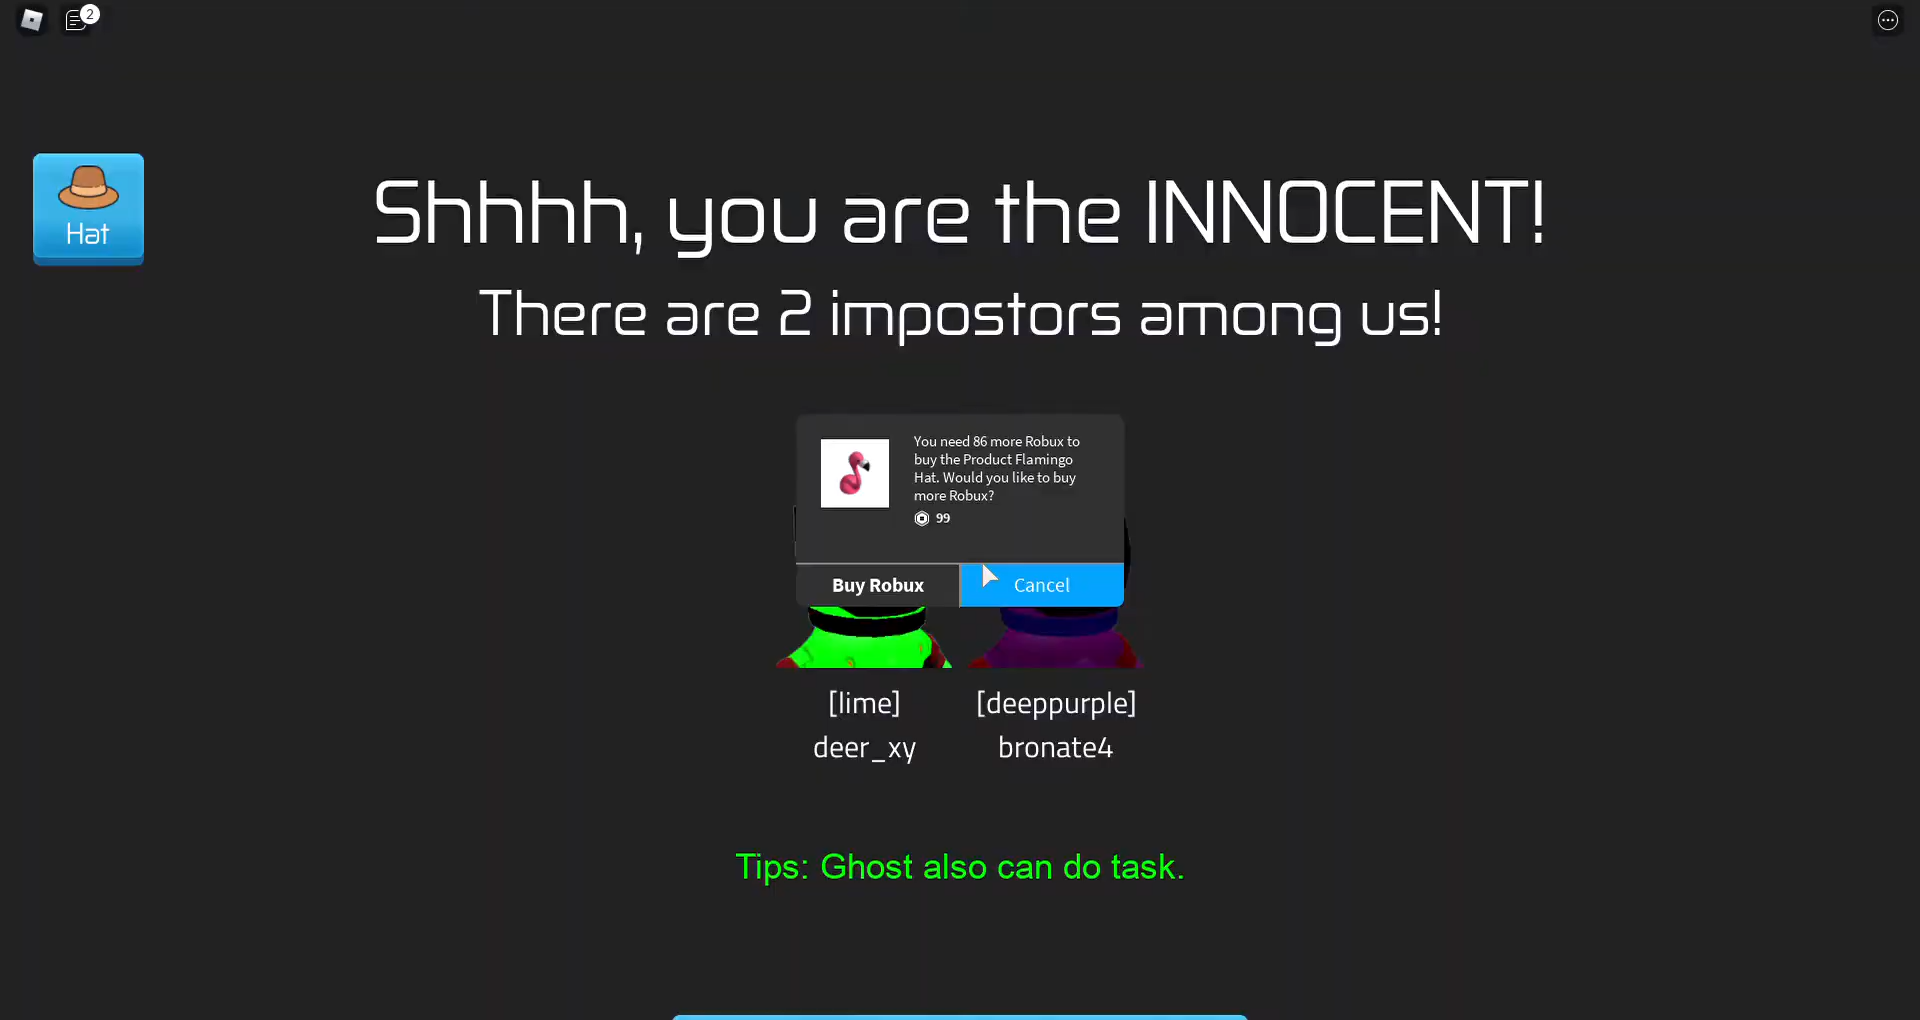 2
Hat
Shhhh, you are the INNOCENT!
There are 2 impostors among us!
You need 86 more Robux to
buy the Product Flamingo
Hat. Would you like to buy
more Robux?
99
Buy Robux
Cancel
[lime]
[deeppurple]
deer_xy
bronate4
Tips: Ghost also can do task.